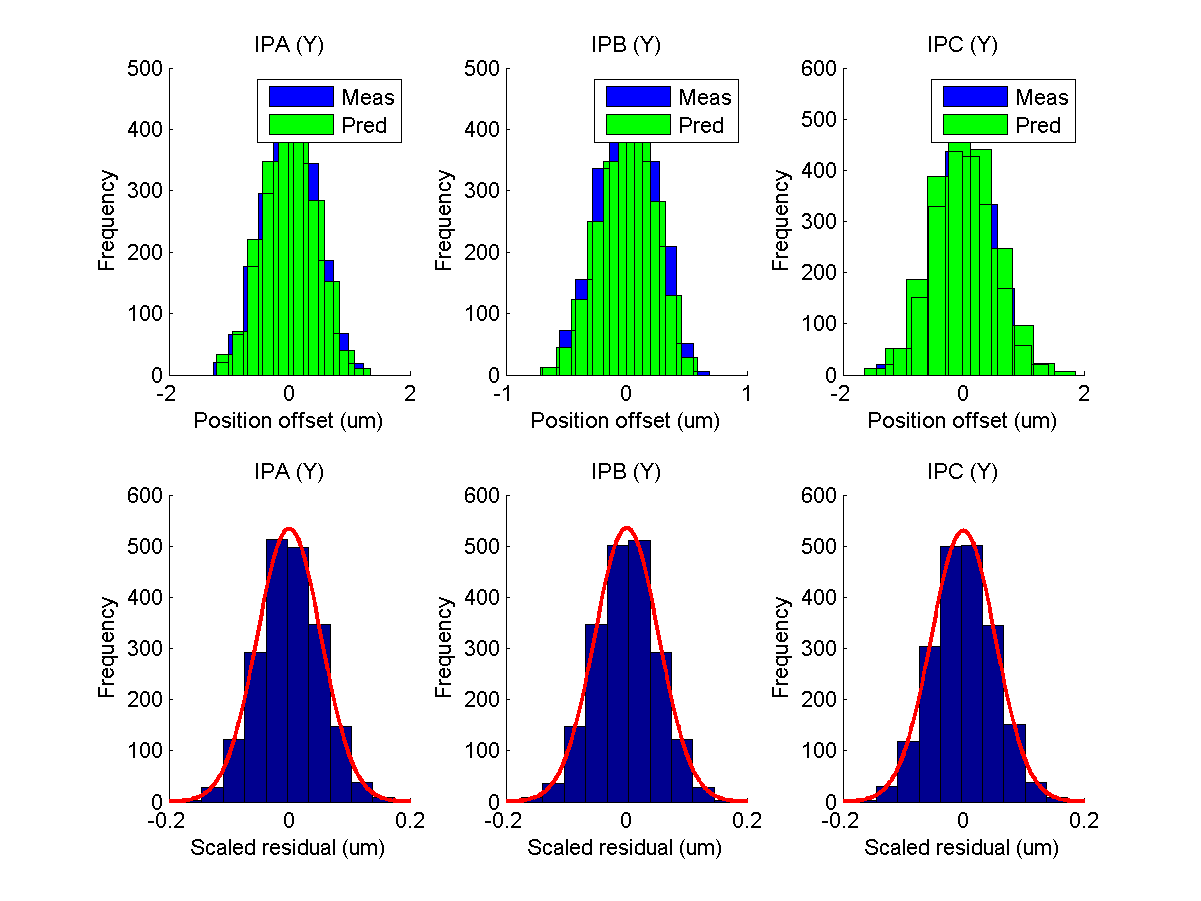 IPA (Y)
IPB (Y)
IPC (Y)
500
400
300
200
100
0
Frequency
Meas
Pred
-2
0
2
Position offset (um)
500
400
300
200
100
0
Frequency
Meas
Pred
-1
0
1
Position offset (um)
600
500
400
300
200
100
0
Frequency
Meas
Pred
-2
0
2
Position offset (um)
IPA (Y)
IPB (Y)
IPC (Y)
600
500
400
300
200
100
0
Frequency
-0.2
0
0.2
Scaled residual (um)
600
500
400
300
200
100
0
Frequency
-0.2
0
0.2
Scaled residual (um)
600
500
400
300
200
100
0
Frequency
-0.2
0
0.2
Scaled residual (um)